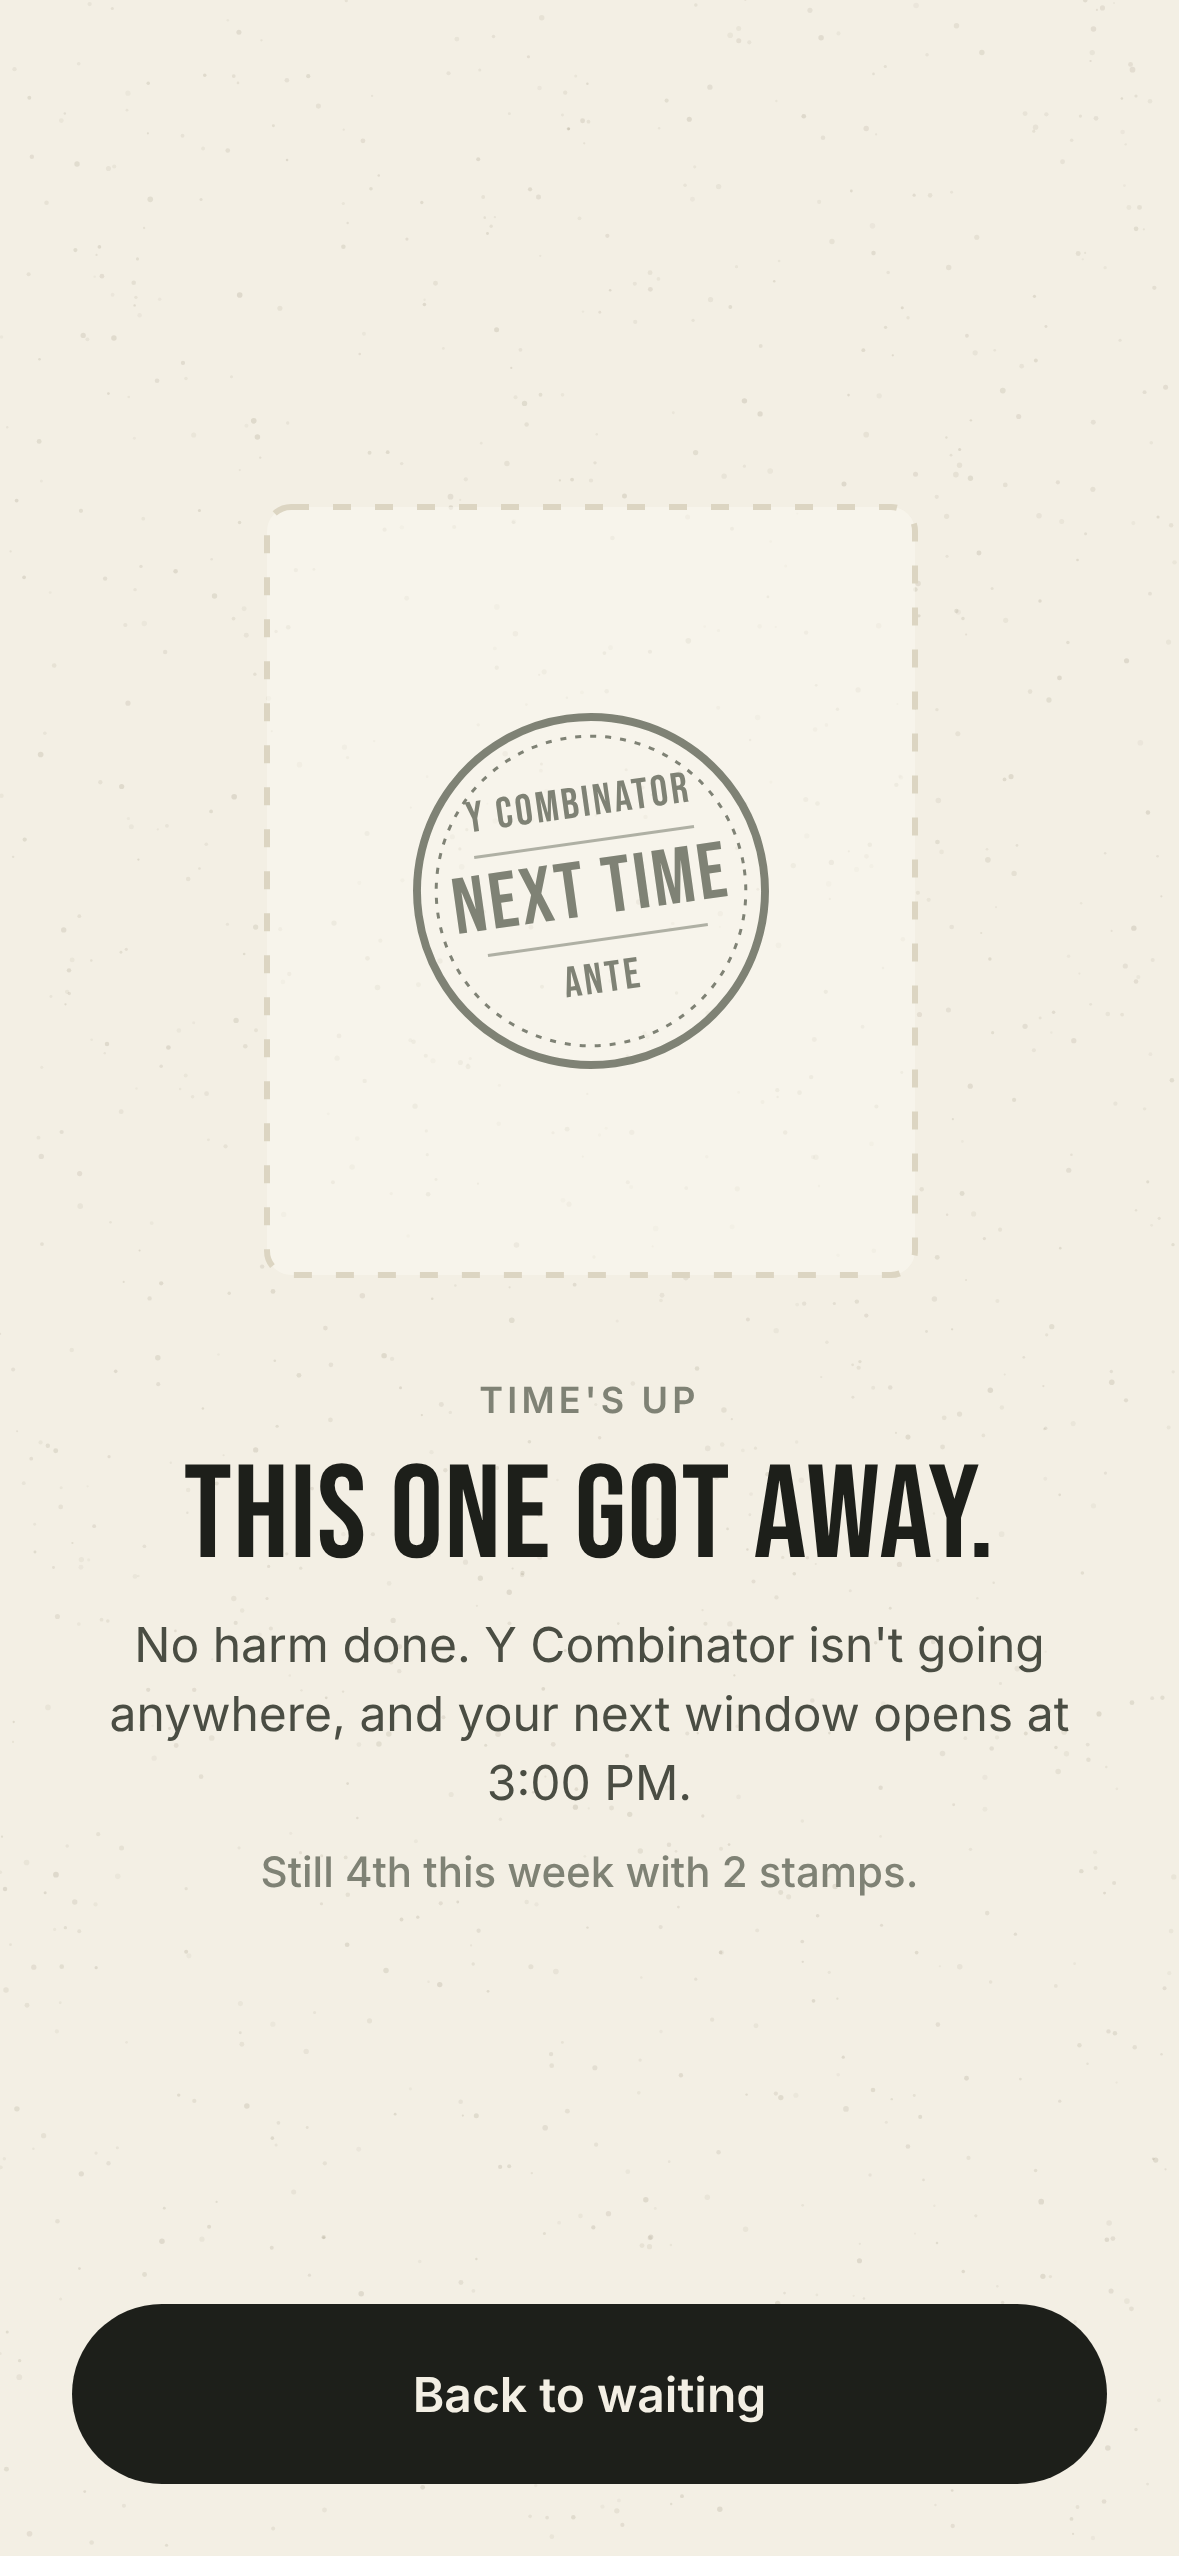 Y COMBINATOR
NEXT TIME
ANTE
TIME'S UP
THIS ONE GOT AWAY.
No harm done. Y Combinator isn't going
anywhere, and your next window opens at
3:00 PM.
Still 4th this week with 2 stamps.
Back to waiting